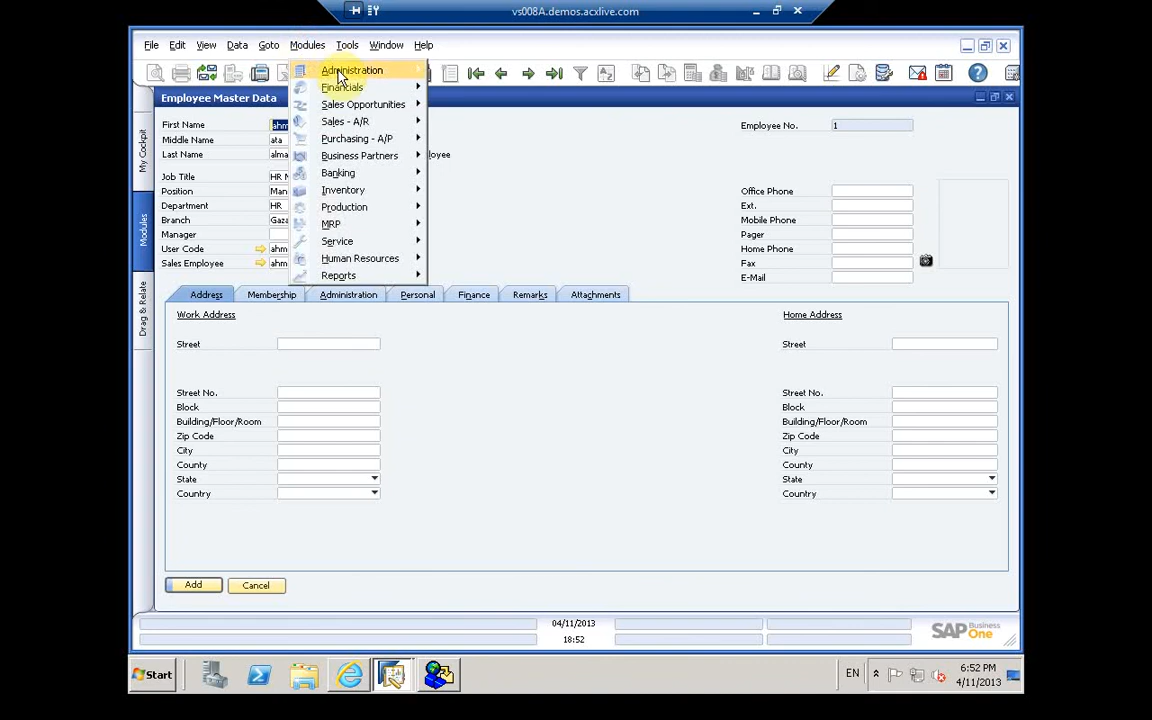 vs008A.demos.acxlive.com
File Edit View Data Goto Modules Tools Window Help
Administration
Financials
Sales Opportunities
Sales - A/R
Purchasing - A/P
Business Partners
Banking
Inventory
Production
MRP
Service
Human Resources
Reports
My Cockpit
Modules
Drag & Relate
Employee Master Data
First Name
Middle Name ata
Last Name
Job Title
Position
Department HR
Branch
Manager
User Code
Sales Employee
Employee No. 1
Office Phone
Ext.
Mobile Phone
Pager
Home Phone
Fax
E-Mail
Address Membership Administration Personal Finance Remarks Attachments
Work Address
Street
Street No.
Block
Building/Floor/Room
Zip Code
City
County
State
Country
Home Address
Street
Street No.
Block
Building/Floor/Room
Zip Code
City
County
State
Country
Add Cancel
04/11/2013
18:52
SAP Business One
Start
EN
6:52 PM
4/11/2013